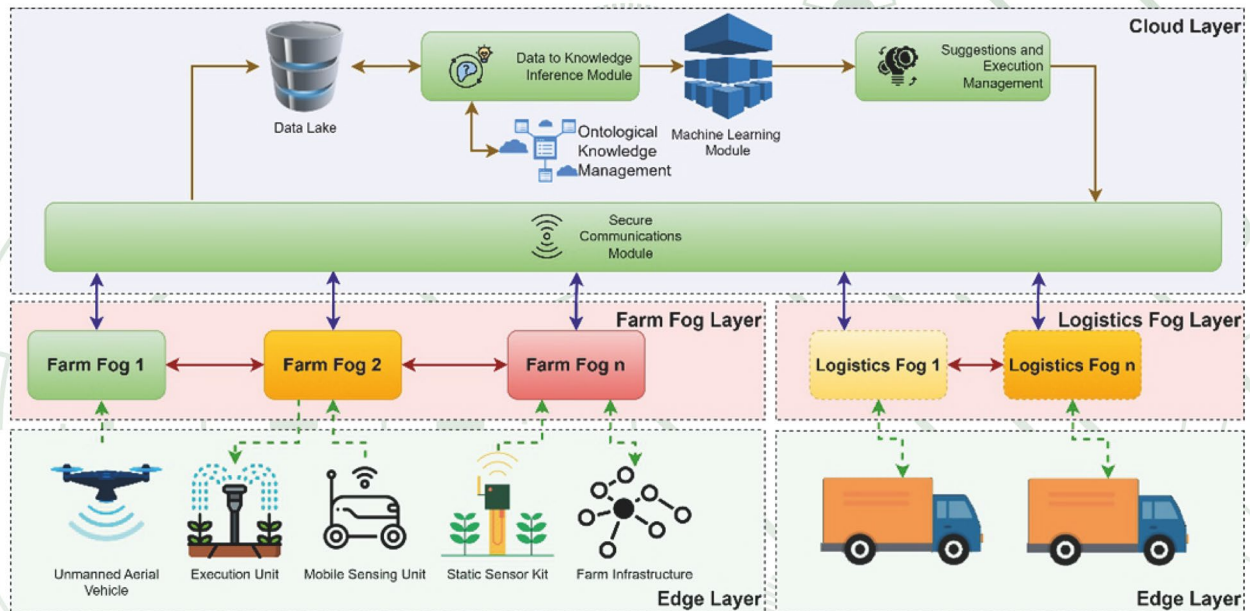 Cloud Layer
Data Lake
Data to Knowledge
Inference Module
Machine Learning
Module
Suggestions and
Execution
Management
Ontological
Knowledge
Management
Secure
Communications
Module
Farm Fog Layer
Farm Fog 1
Farm Fog 2
Farm Fog n
Logistics Fog Layer
Logistics Fog 1
Logistics Fog n
Unmanned Aerial
Vehicle
Execution Unit
Mobile Sensing Unit
Static Sensor Kit
Farm Infrastructure
Edge Layer
Edge Layer